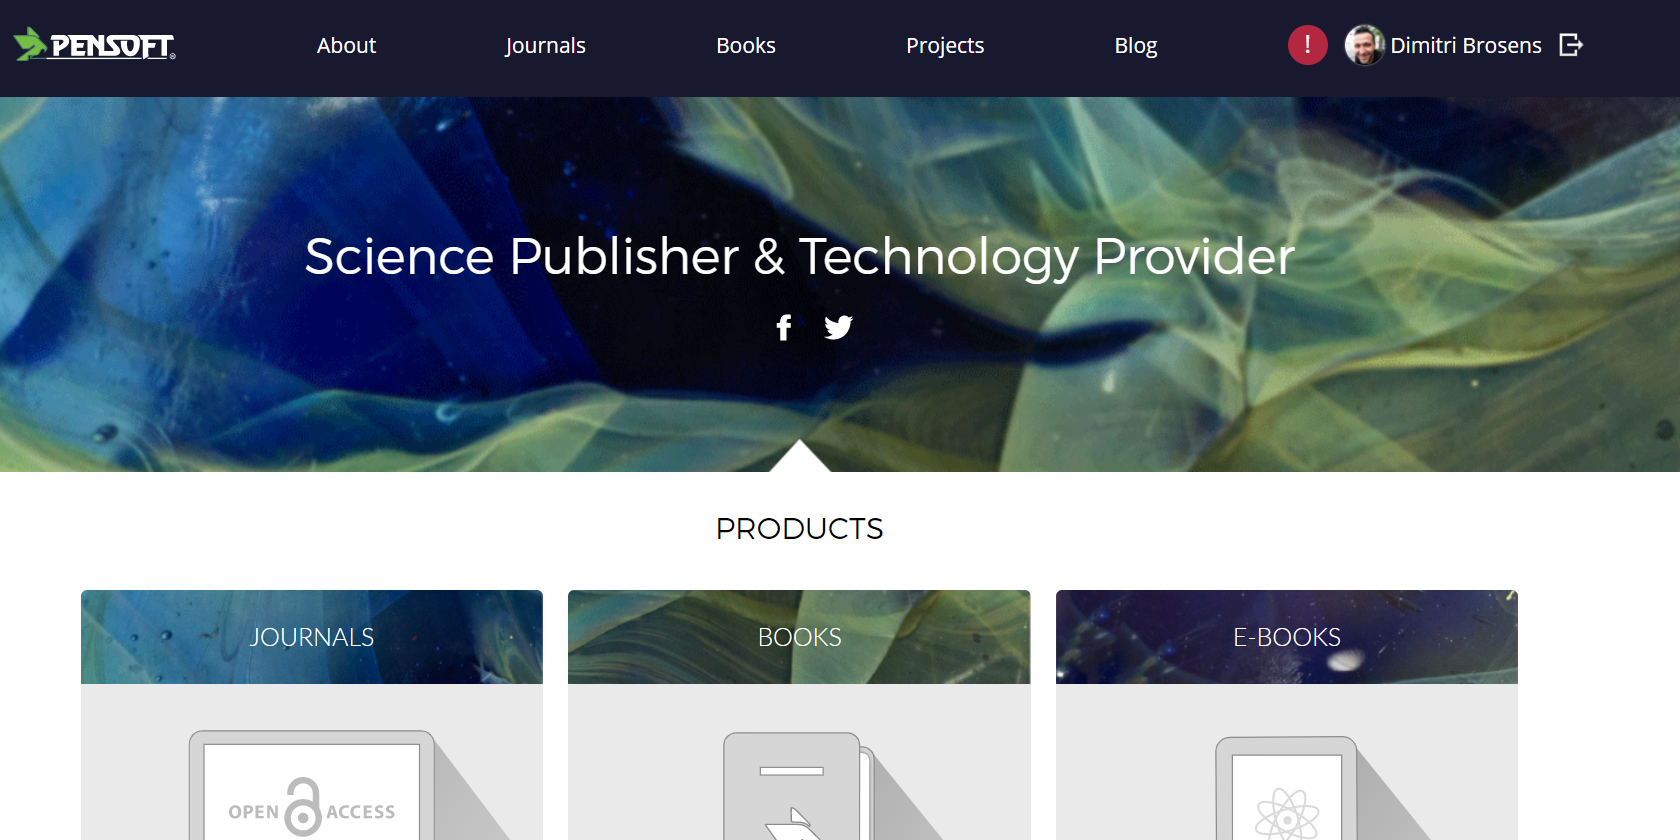 PENSOFT®
About
Journals
Books
Projects
Blog
!
Dimitri Brosens
Science Publisher & Technology Provider
PRODUCTS
JOURNALS
BOOKS
E-BOOKS
OPEN ACCESS